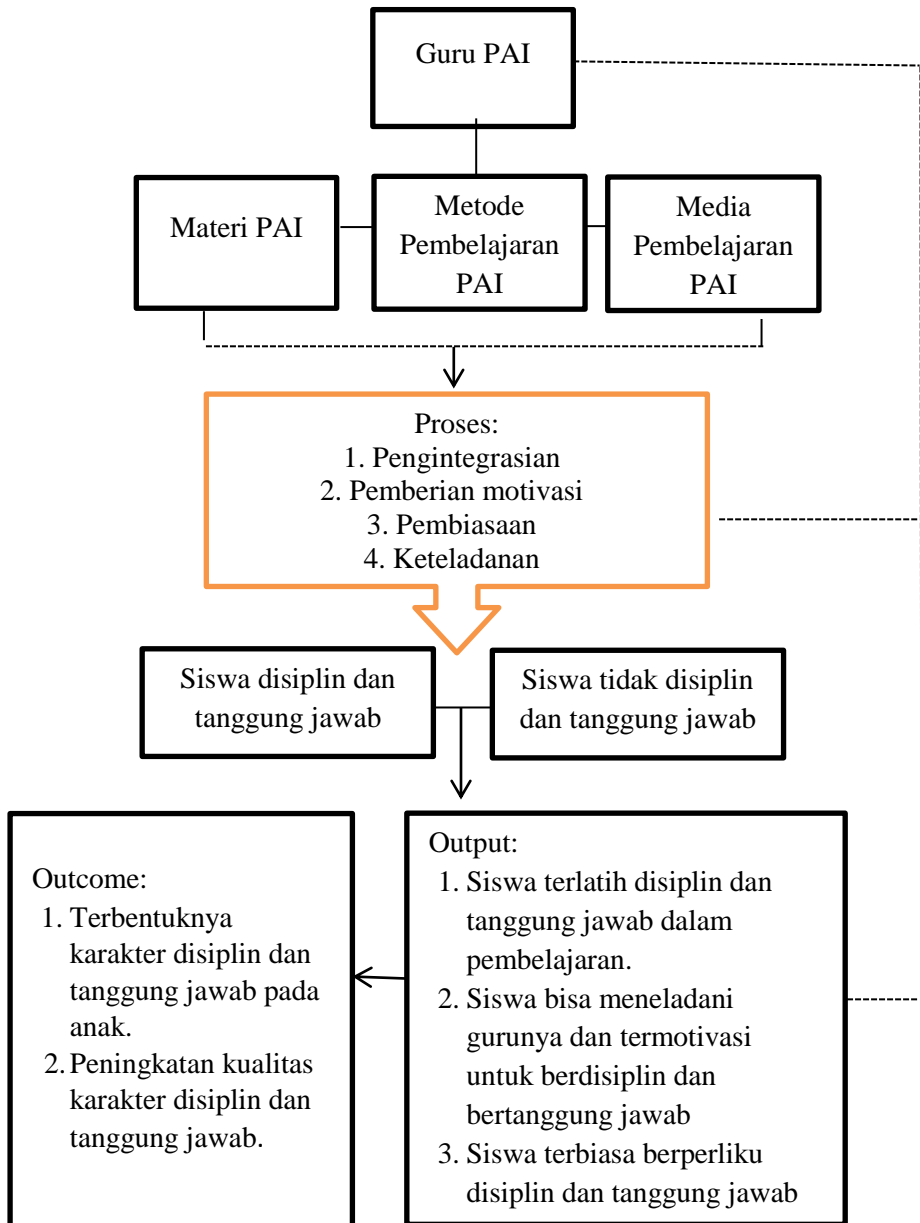 Guru PAI
Materi PAI
Metode
Pembelajaran
PAI
Media
Pembelajaran
PAI
Proses:
1. Pengintegrasian
2. Pemberian motivasi
3. Pembiasaan
4. Keteladanan
Siswa disiplin dan
tanggung jawab
Siswa tidak disiplin
dan tanggung jawab
Outcome:
1. Terbentuknya
karakter disiplin dan
tanggung jawab pada
anak.
2. Peningkatan kualitas
karakter disiplin dan
tanggung jawab.
Output:
1. Siswa terlatih disiplin dan
tanggung jawab dalam
pembelajaran.
2. Siswa bisa meneladani
gurunya dan termotivasi
untuk berdisiplin dan
bertanggung jawab
3. Siswa terbiasa berperliku
disiplin dan tanggung jawab